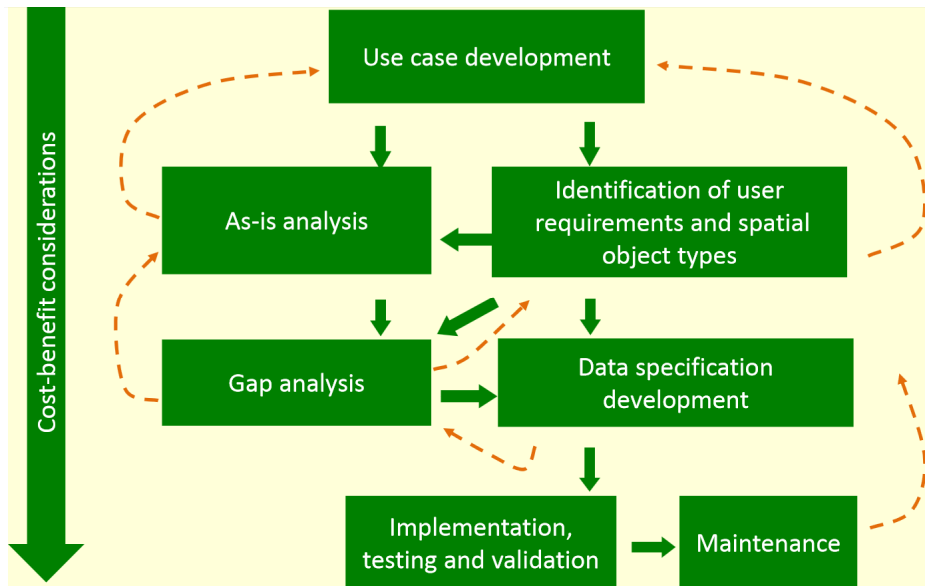 Cost-benefit considerations
Use case development
As-is analysis
Identification of user
requirements and spatial
object types
Gap analysis
Data specification
development
Implementation,
testing and validation
Maintenance